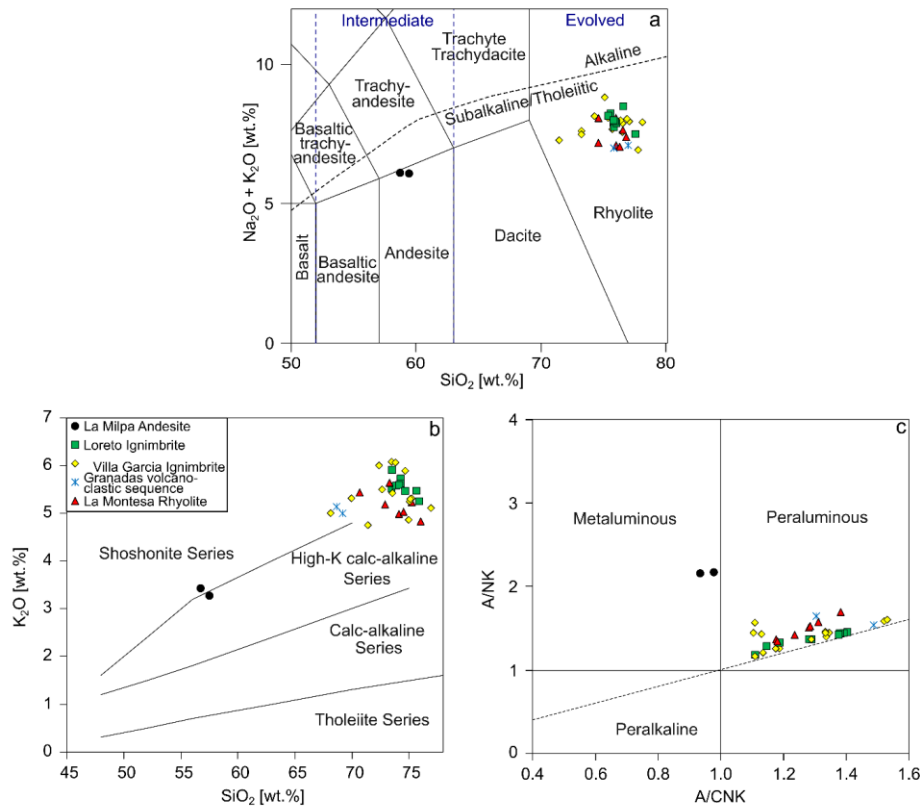 Intermediate
Evolved
a
Trachyte
Trachydacite
Alkaline
Trachy-
andesite
Subalkaline/Tholeiitic
Basaltic
trachy-
andesite
Rhyolite
Dacite
Andesite
Basaltic
andesite
Basalt
10
5
0
Na₂O + K₂O [wt.%]
50
60
70
80
SiO₂ [wt.%]
b
La Milpa Andesite
Loreto Ignimbrite
Villa Garcia Ignimbrite
Granadas volcano-
clastic sequence
La Montesa Rhyolite
Shoshonite Series
High-K calc-alkaline
Series
Calc-alkaline
Series
Tholeiite Series
7
6
5
4
3
2
1
0
K₂O [wt.%]
45
50
55
60
65
70
75
SiO₂ [wt.%]
c
Metaluminous
Peraluminous
Peralkaline
4
3
2
1
0
A/NK
0.4
0.6
0.8
1.0
1.2
1.4
1.6
A/CNK